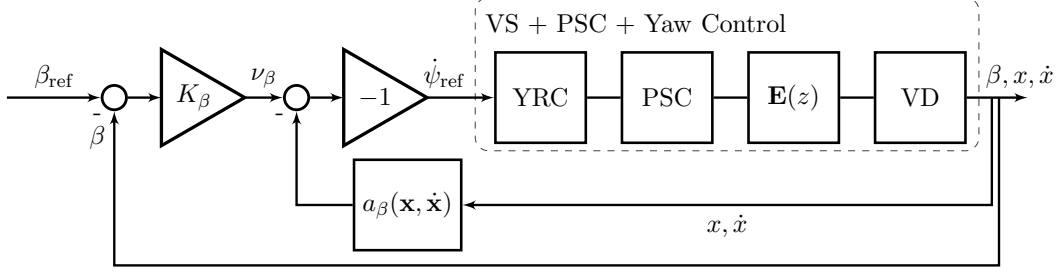 VS + PSC + Yaw Control
β_ref
K_β
ν_β
−1
ψ̇_ref
YRC
PSC
𝐄(z)
VD
β, x, ẋ
-
β
-
a_β(𝐱, 𝐱̇)
x, ẋ